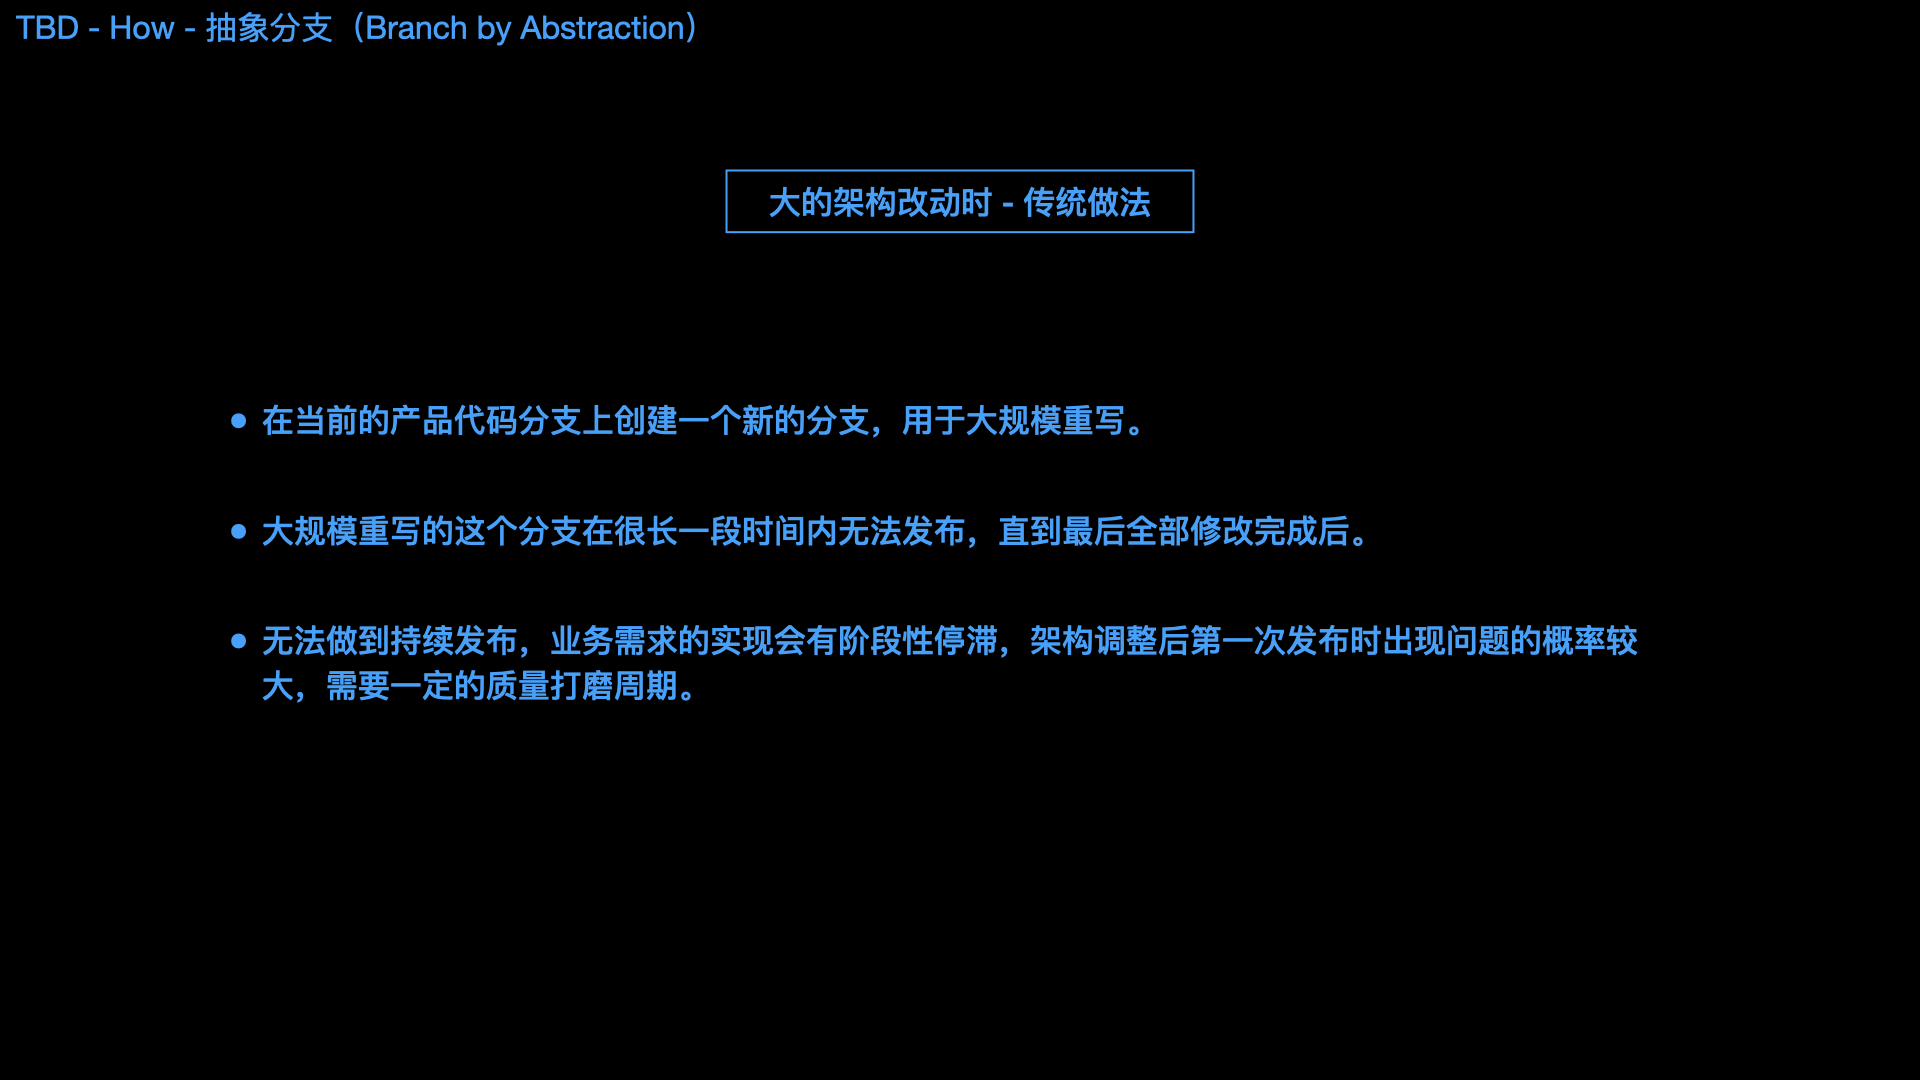 TBD - How - 抽象分支（Branch by Abstraction）
大的架构改动时 - 传统做法
● 在当前的产品代码分支上创建一个新的分支，用于大规模重写。
● 大规模重写的这个分支在很长一段时间内无法发布，直到最后全部修改完成后。
● 无法做到持续发布，业务需求的实现会有阶段性停滞，架构调整后第一次发布时出现问题的概率较
大，需要一定的质量打磨周期。